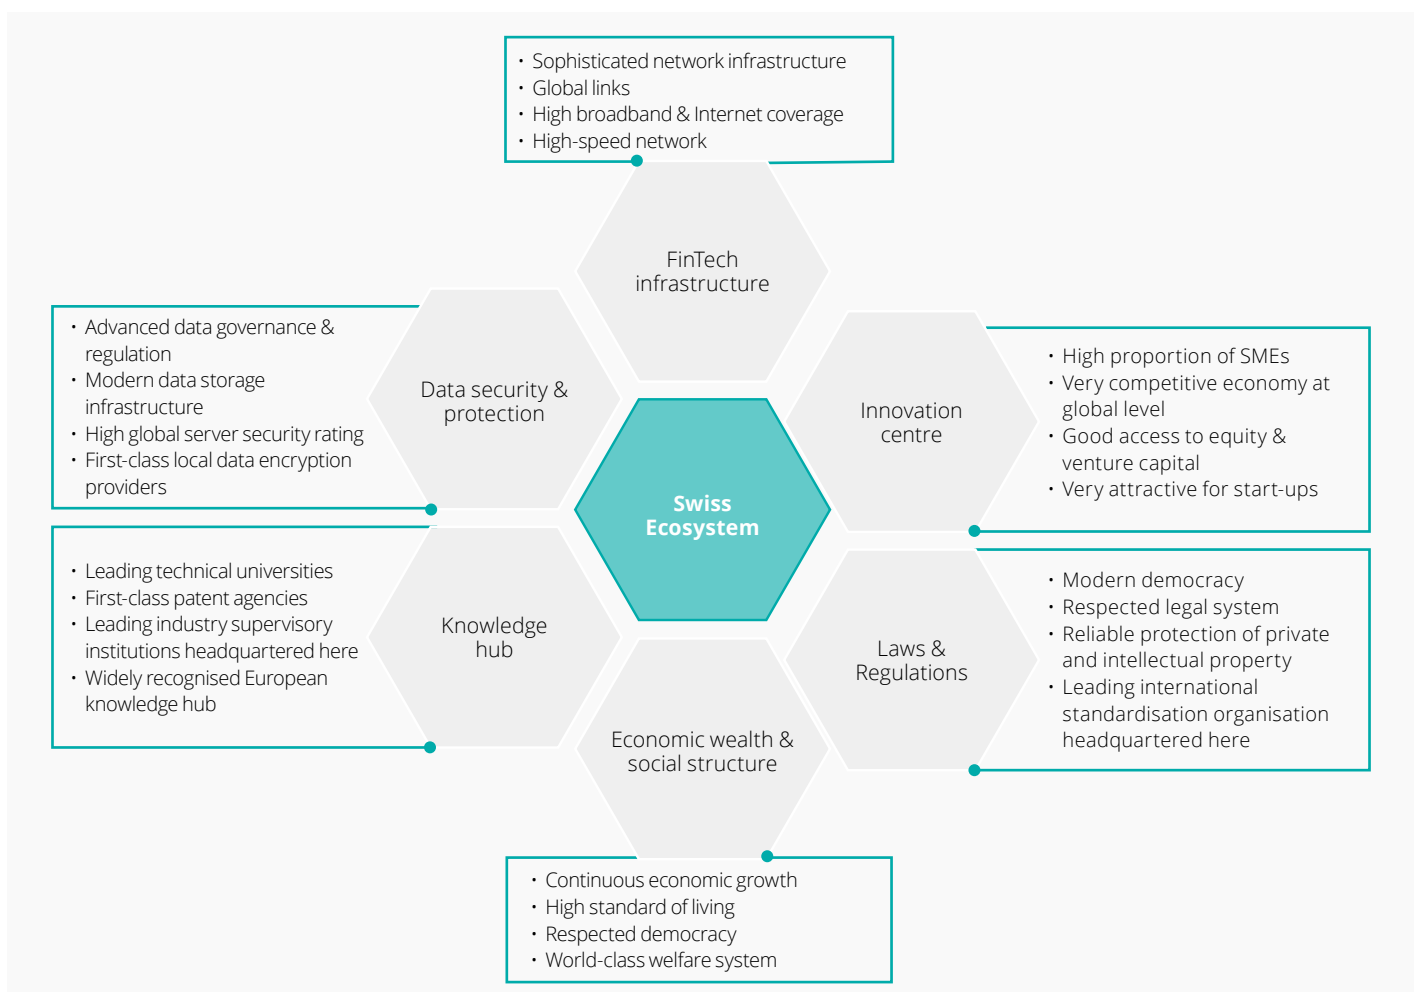 • Sophisticated network infrastructure
• Global links
• High broadband & Internet coverage
• High-speed network
FinTech
infrastructure
• Advanced data governance &
regulation
• Modern data storage
infrastructure
• High global server security rating
• First-class local data encryption
providers
Data security &
protection
Innovation
centre
• High proportion of SMEs
• Very competitive economy at
global level
• Good access to equity &
venture capital
• Very attractive for start-ups
Swiss
Ecosystem
• Leading technical universities
• First-class patent agencies
• Leading industry supervisory
institutions headquartered here
• Widely recognised European
knowledge hub
Knowledge
hub
Laws &
Regulations
• Modern democracy
• Respected legal system
• Reliable protection of private
and intellectual property
• Leading international
standardisation organisation
headquartered here
Economic wealth &
social structure
• Continuous economic growth
• High standard of living
• Respected democracy
• World-class welfare system